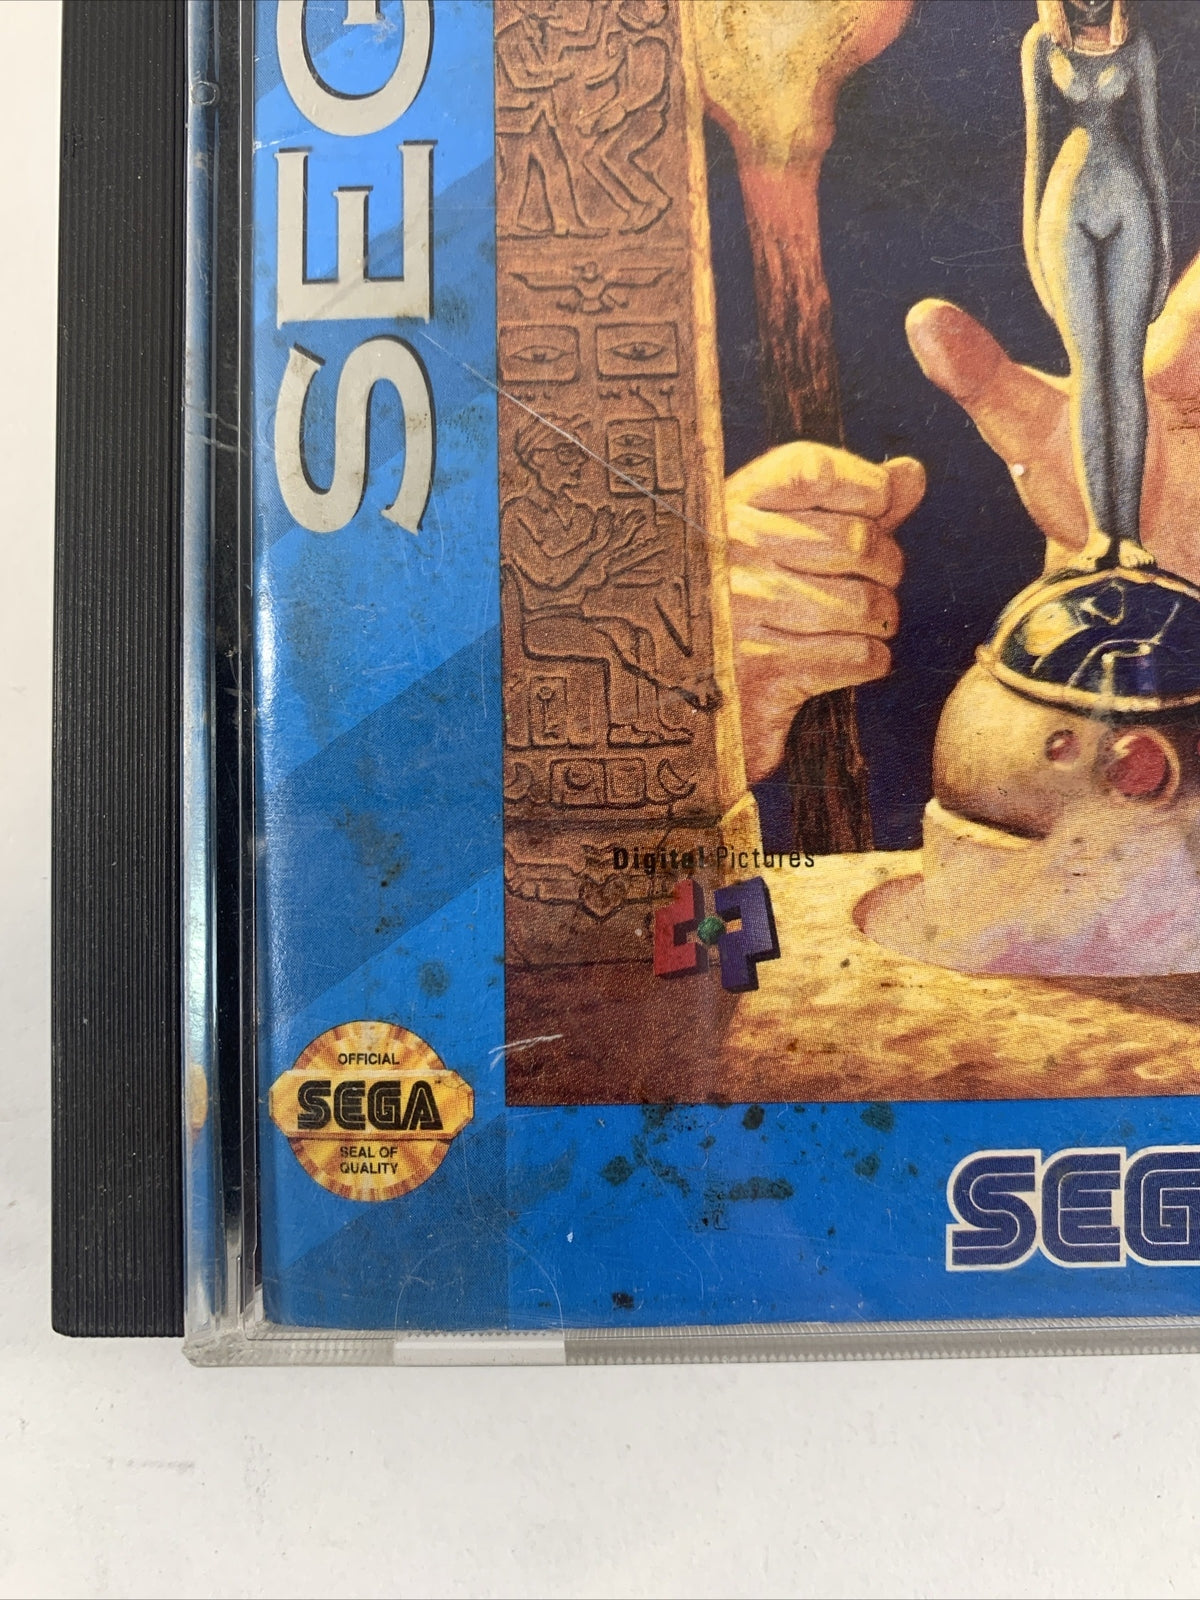 SEG
Digital Pictures
OFFICIAL
SEGA
SEAL OF
QUALITY
SEG